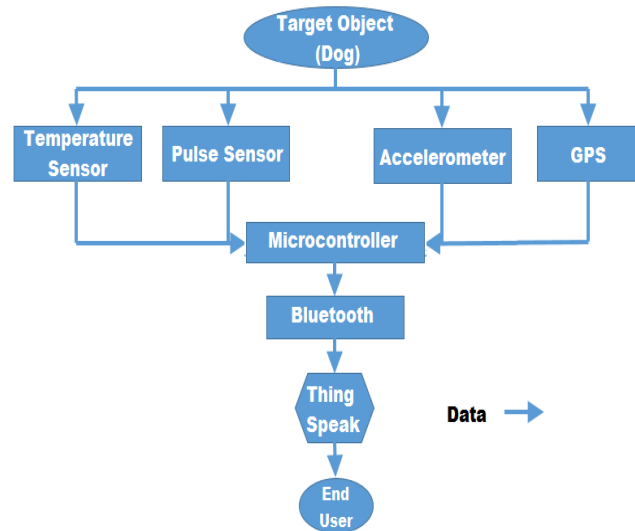 Target Object
(Dog)
Temperature
Sensor
Pulse Sensor
Accelerometer
GPS
Microcontroller
Bluetooth
Thing
Speak
Data
End
User